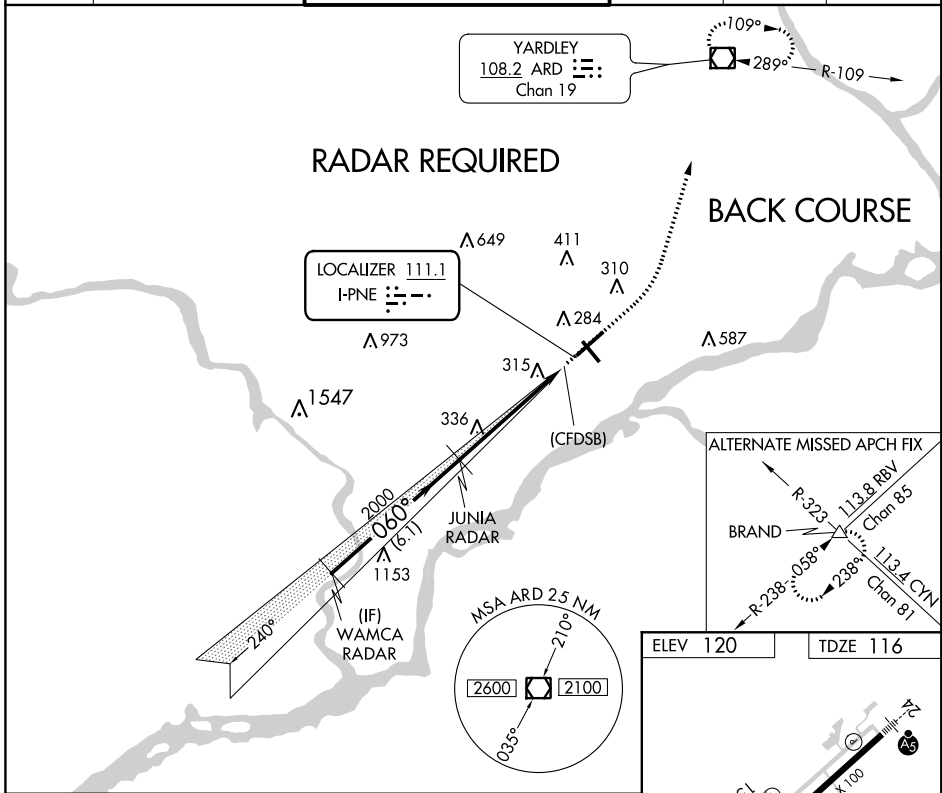 YARDLEY
108.2 ARD
Chan 19
109°
289°
R-109
RADAR REQUIRED
BACK COURSE
LOCALIZER 111.1
I-PNE
649
411
310
284
973
587
315
1547
336
(CFDSB)
2000
060°
(6.1)
JUNIA
RADAR
1153
240°
(IF)
WAMCA
RADAR
MSA ARD 25 NM
210°
2600
2100
035°
ALTERNATE MISSED APCH FIX
R-323
113.8 RBV
Chan 85
BRAND
R-238
058°
238°
113.4 CYN
Chan 81
ELEV 120
TDZE 116
24
P
A5
X 100